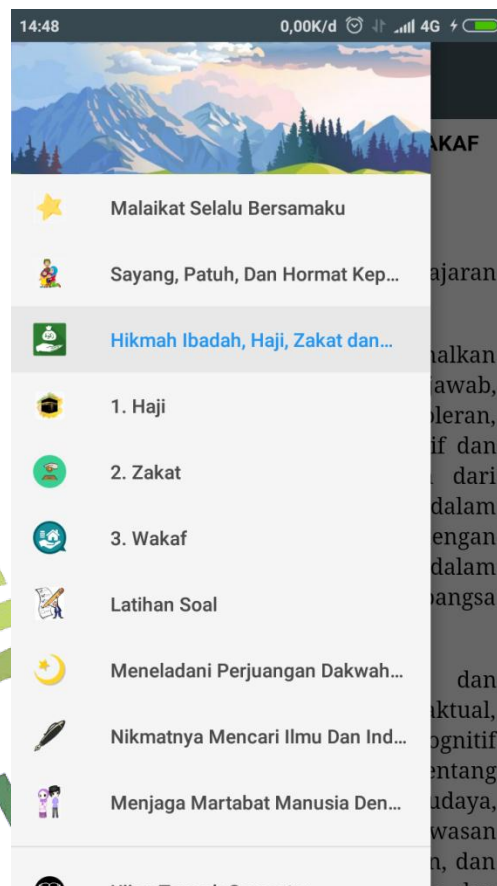 14:48 0,00K/d 4G
AKAF
Malaikat Selalu Bersamaku
Sayang, Patuh, Dan Hormat Kep...
ajaran
Hikmah Ibadah, Haji, Zakat dan...
nalkan
jawab,
1. Haji
oleran,
if dan
2. Zakat
dari
dalam
3. Wakaf
engan
dalam
Latihan Soal
bangsa
Meneladani Perjuangan Dakwah...
dan
aktual,
Nikmatnya Mencari Ilmu Dan Ind...
ognitif
entang
Menjaga Martabat Manusia Den...
udaya,
wasan
n, dan